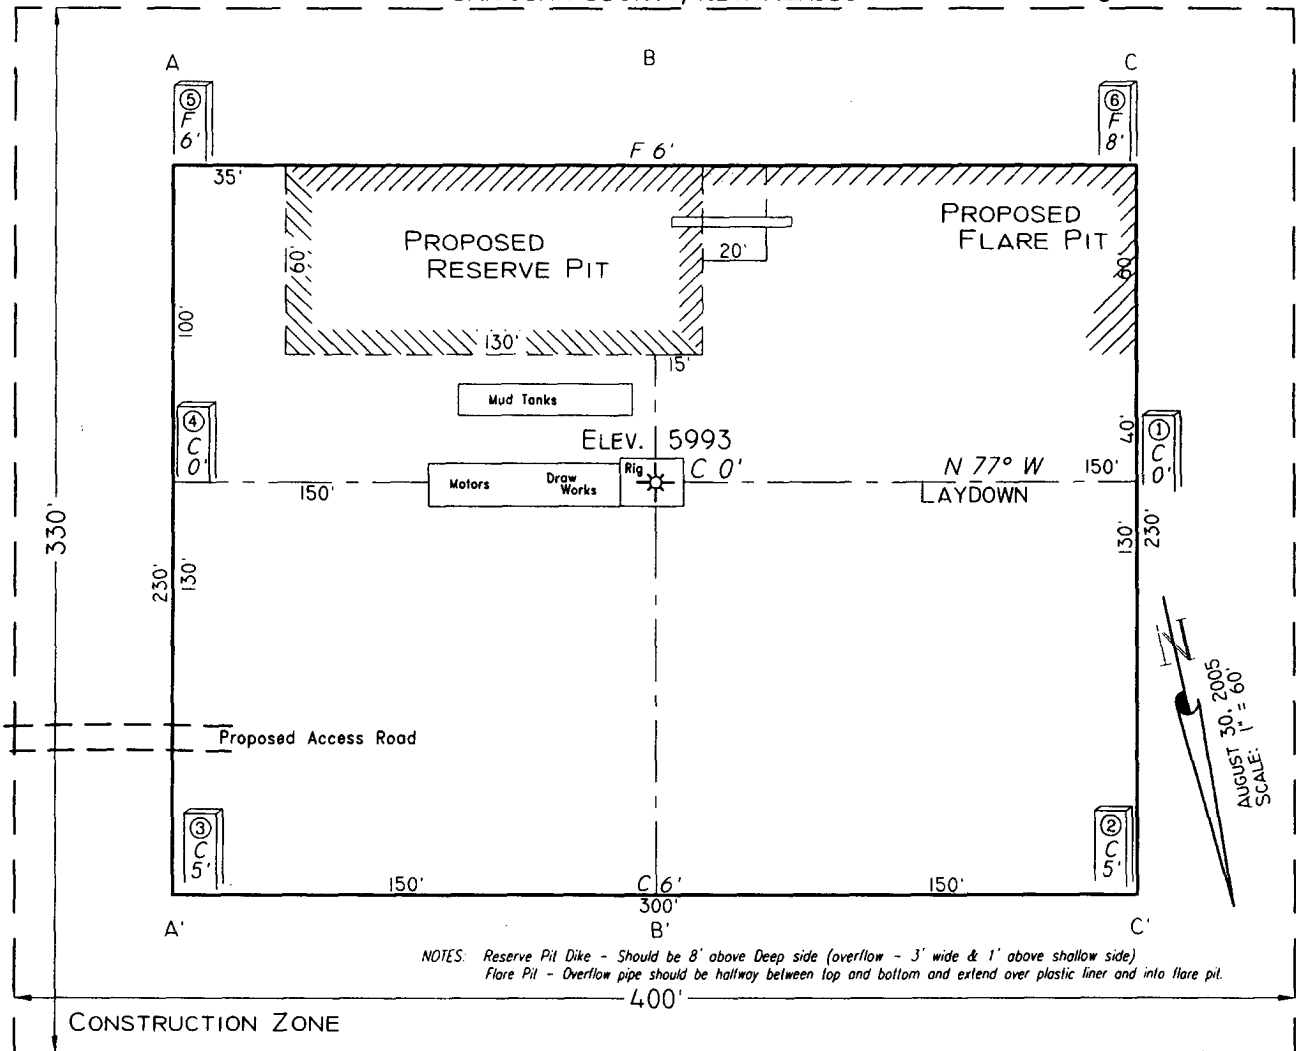 A
B
C
⑤
F
6'
⑥
F
8'
F 6'
35'
PROPOSED
RESERVE PIT
20'
PROPOSED
FLARE PIT
60'
60'
100'
130'
15'
Mud Tanks
④
C
0'
ELEV. 5993
C 0'
40'
①
C
0'
Motors
Draw
Works
Rig
N 77° W
150'
150'
LAYDOWN
330'
230'
130'
130'
230'
N
AUGUST 30, 2005
SCALE: 1" = 60'
Proposed Access Road
③
C
5'
②
C
5'
150'
C 6'
150'
300'
A'
B'
C'
NOTES: Reserve Pit Dike - Should be 8' above Deep side (overflow - 3' wide & 1' above shallow side)
Flare Pit - Overflow pipe should be halfway between top and bottom and extend over plastic liner and into flare pit.
400'
CONSTRUCTION ZONE